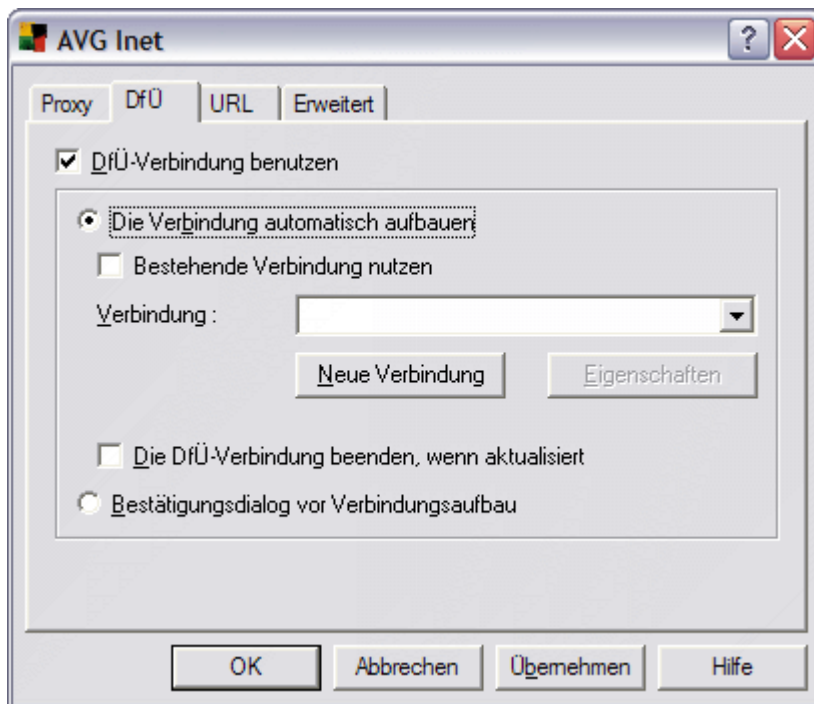 AVG Inet
Proxy DfÜ URL Erweitert
DfÜ-Verbindung benutzen
Die Verbindung automatisch aufbauen
Bestehende Verbindung nutzen
Verbindung :
Neue Verbindung Eigenschaften
Die DfÜ-Verbindung beenden, wenn aktualisiert
Bestätigungsdialog vor Verbindungsaufbau
OK Abbrechen Übernehmen Hilfe